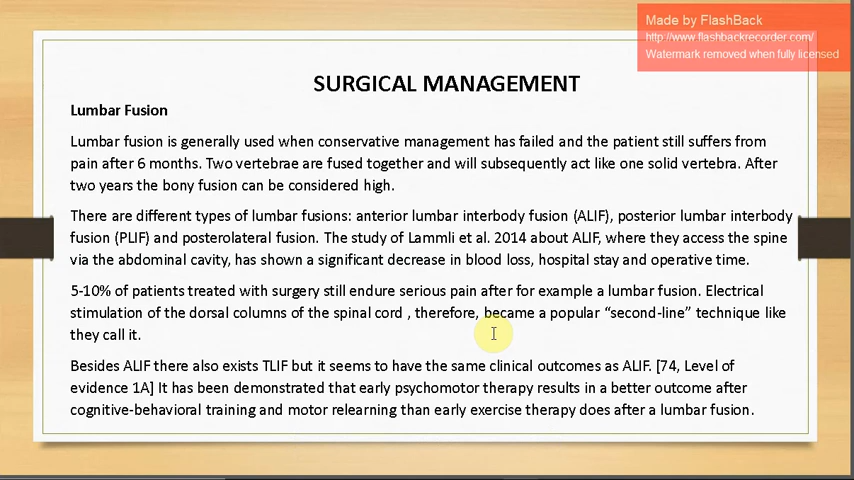 Made by FlashBack
http://www.flashbackrecorder.com/
Watermark removed when fully licensed
SURGICAL MANAGEMENT
Lumbar Fusion
Lumbar fusion is generally used when conservative management has failed and the patient still suffers from
pain after 6 months. Two vertebrae are fused together and will subsequently act like one solid vertebra. After
two years the bony fusion can be considered high.
There are different types of lumbar fusions: anterior lumbar interbody fusion (ALIF), posterior lumbar interbody
fusion (PLIF) and posterolateral fusion. The study of Lammli et al. 2014 about ALIF, where they access the spine
via the abdominal cavity, has shown a significant decrease in blood loss, hospital stay and operative time.
5-10% of patients treated with surgery still endure serious pain after for example a lumbar fusion. Electrical
stimulation of the dorsal columns of the spinal cord , therefore, became a popular “second-line” technique like
they call it.
Besides ALIF there also exists TLIF but it seems to have the same clinical outcomes as ALIF. [74, Level of
evidence 1A] It has been demonstrated that early psychomotor therapy results in a better outcome after
cognitive-behavioral training and motor relearning than early exercise therapy does after a lumbar fusion.